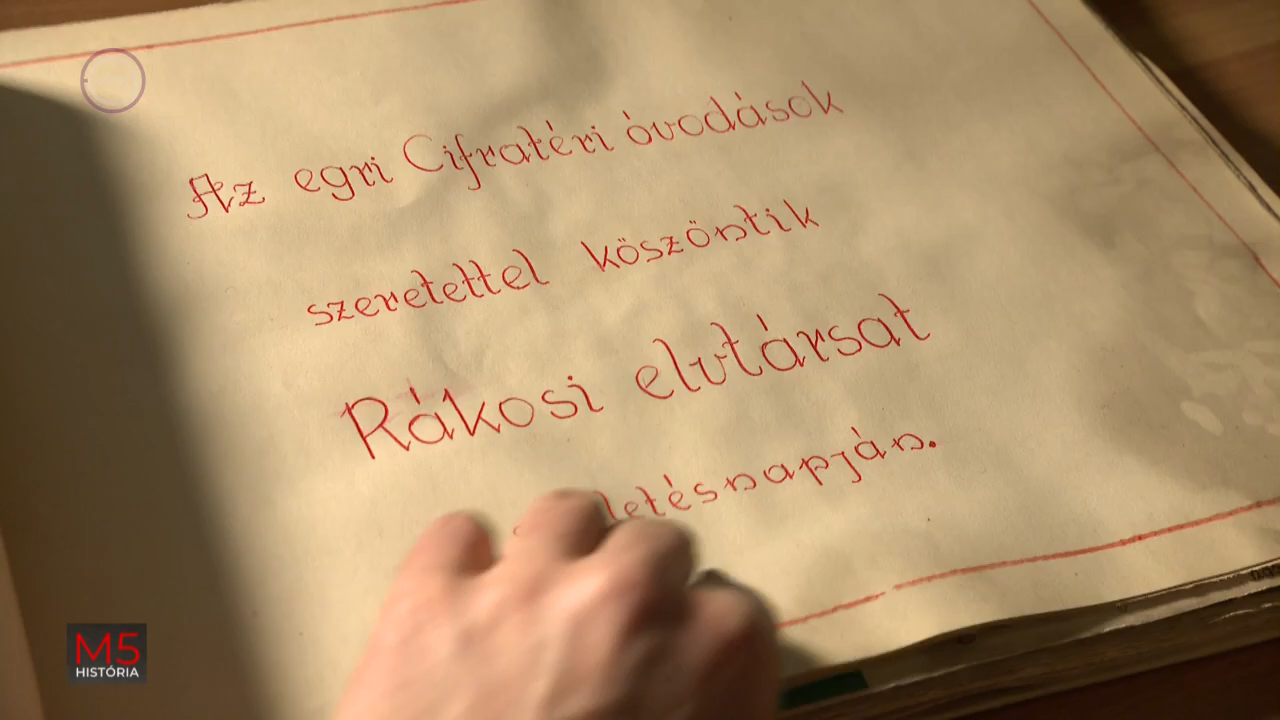 Az egri Cifratéri óvodások
szeretettel köszöntik
Rákosi elvtársat
M5
HISTÓRIA